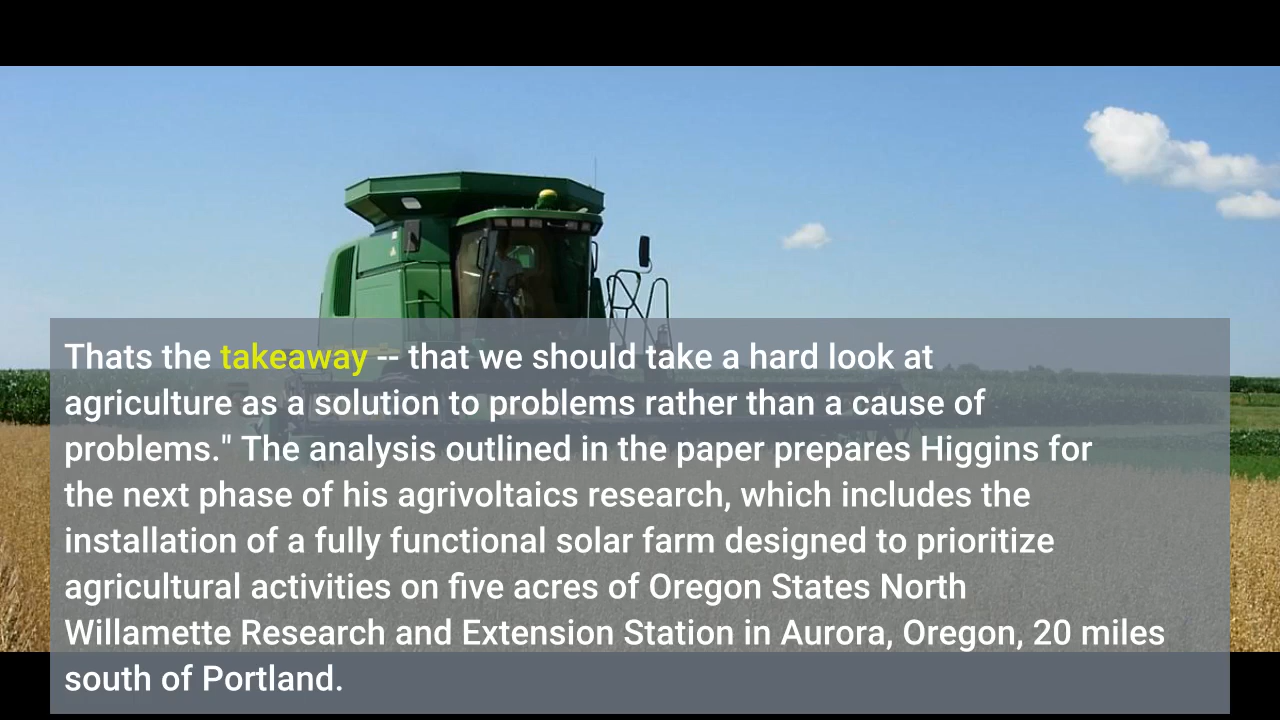 Thats the takeaway -- that we should take a hard look at
agriculture as a solution to problems rather than a cause of
problems." The analysis outlined in the paper prepares Higgins for
the next phase of his agrivoltaics research, which includes the
installation of a fully functional solar farm designed to prioritize
agricultural activities on five acres of Oregon States North
Willamette Research and Extension Station in Aurora, Oregon, 20 miles
south of Portland.